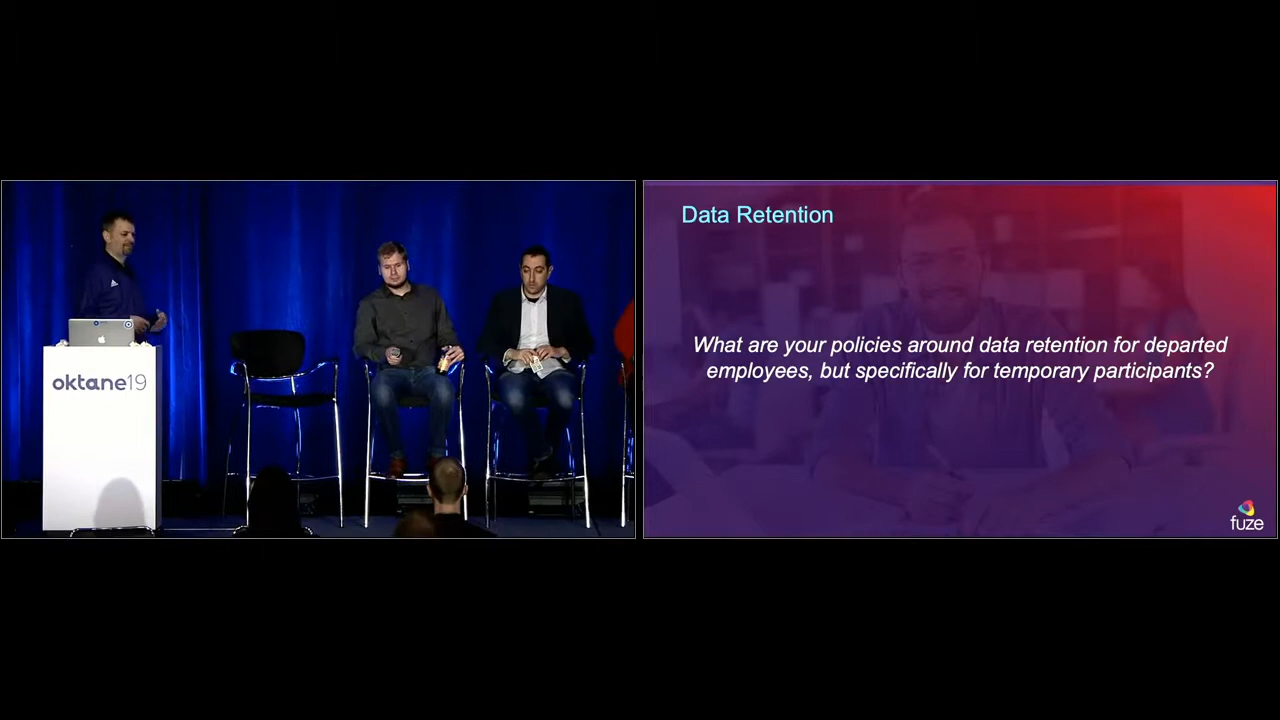 oktane19
Data Retention
What are your policies around data retention for departed
employees, but specifically for temporary participants?
fuze